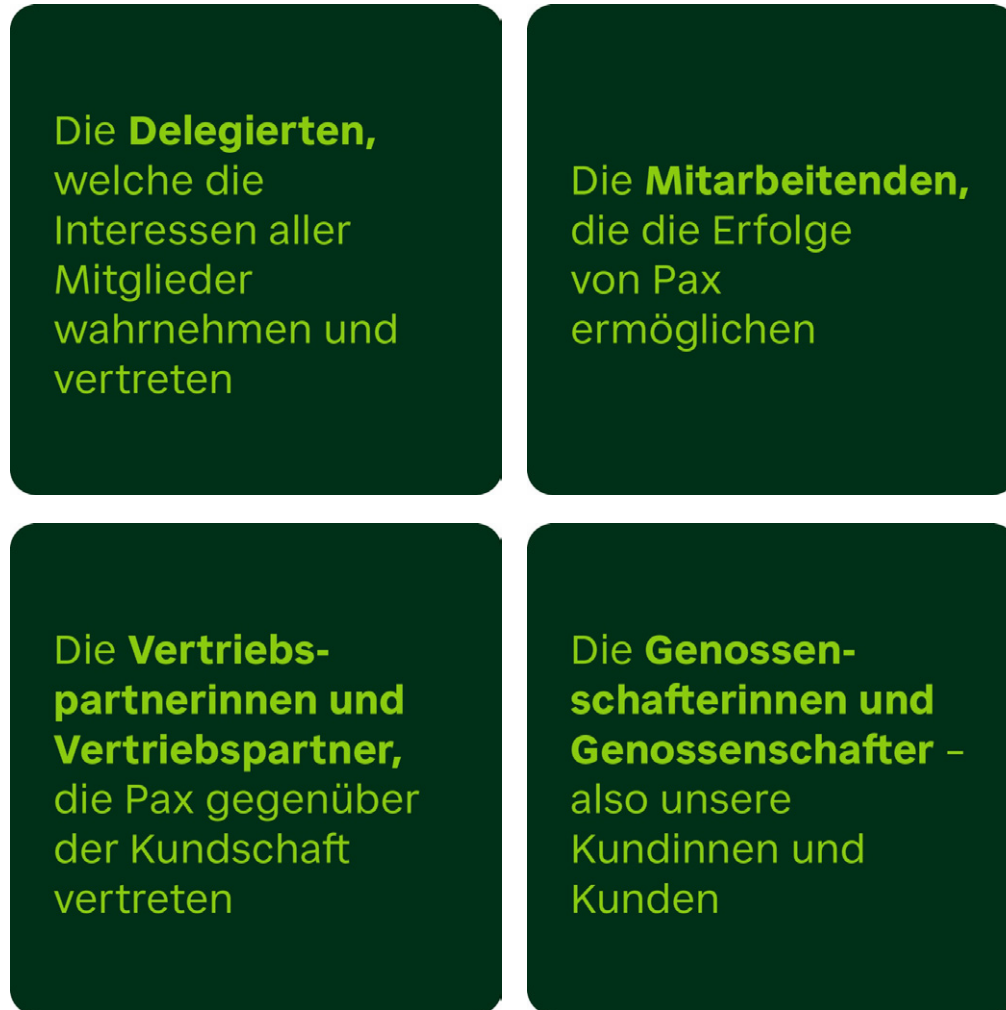 Die Delegierten,
welche die
Interessen aller
Mitglieder
wahrnehmen und
vertreten
Die Mitarbeitenden,
die die Erfolge
von Pax
ermöglichen
Die Vertriebs-
partnerinnen und
Vertriebspartner,
die Pax gegenüber
der Kundschaft
vertreten
Die Genossen-
schafterinnen und
Genossenschafter –
also unsere
Kundinnen und
Kunden